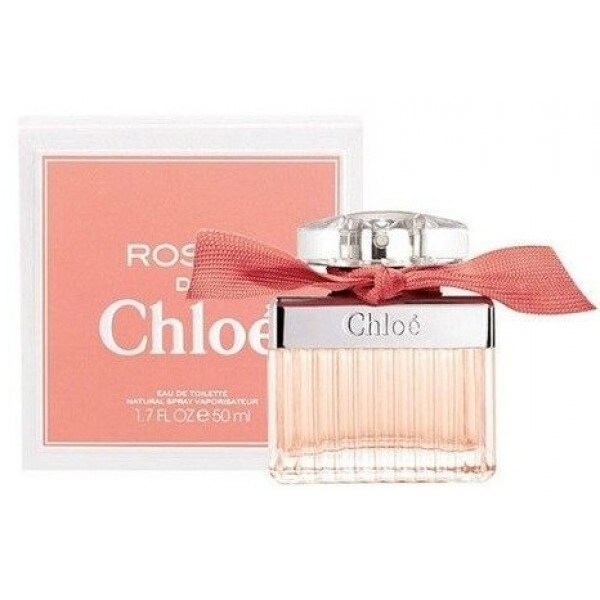 ROS
D
Chloé
EAU DE TOILETTE
NATURAL SPRAY VAPORISATEUR
1.7 FL OZ e 50 ml
Chloé